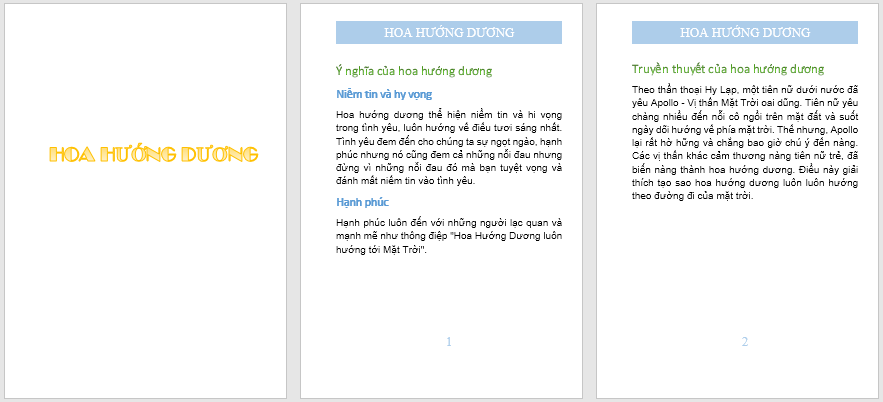 HOA HƯỚNG DƯƠNG
HOA HƯỚNG DƯƠNG
Ý nghĩa của hoa hướng dương
Niềm tin và hy vọng
Hoa hướng dương thể hiện niềm tin và hi vọng
trong tình yêu, luôn hướng về điều tươi sáng nhất.
Tình yêu đem đến cho chúng ta sự ngọt ngào, hạnh
phúc nhưng nó cũng đem cả những nỗi đau nhưng
đừng vì những nỗi đau đó mà bạn tuyệt vọng và
đánh mất niềm tin vào tình yêu.
Hạnh phúc
Hạnh phúc luôn đến với những người lạc quan và
mạnh mẽ như thông điệp "Hoa Hướng Dương luôn
hướng tới Mặt Trời".
1
HOA HƯỚNG DƯƠNG
Truyền thuyết của hoa hướng dương
Theo thần thoại Hy Lạp, một tiên nữ dưới nước đã
yêu Apollo - Vị thần Mặt Trời oai dũng. Tiên nữ yêu
chàng nhiều đến nỗi cô ngồi trên mặt đất và suốt
ngày dõi hướng về phía mặt trời. Thế nhưng, Apollo
lại rất hờ hững và chẳng bao giờ chú ý đến nàng.
Các vị thần khác cảm thương nàng tiên nữ trẻ, đã
biến nàng thành hoa hướng dương. Điều này giải
thích tạo sao hoa hướng dương luôn luôn hướng
theo đường đi của mặt trời.
2